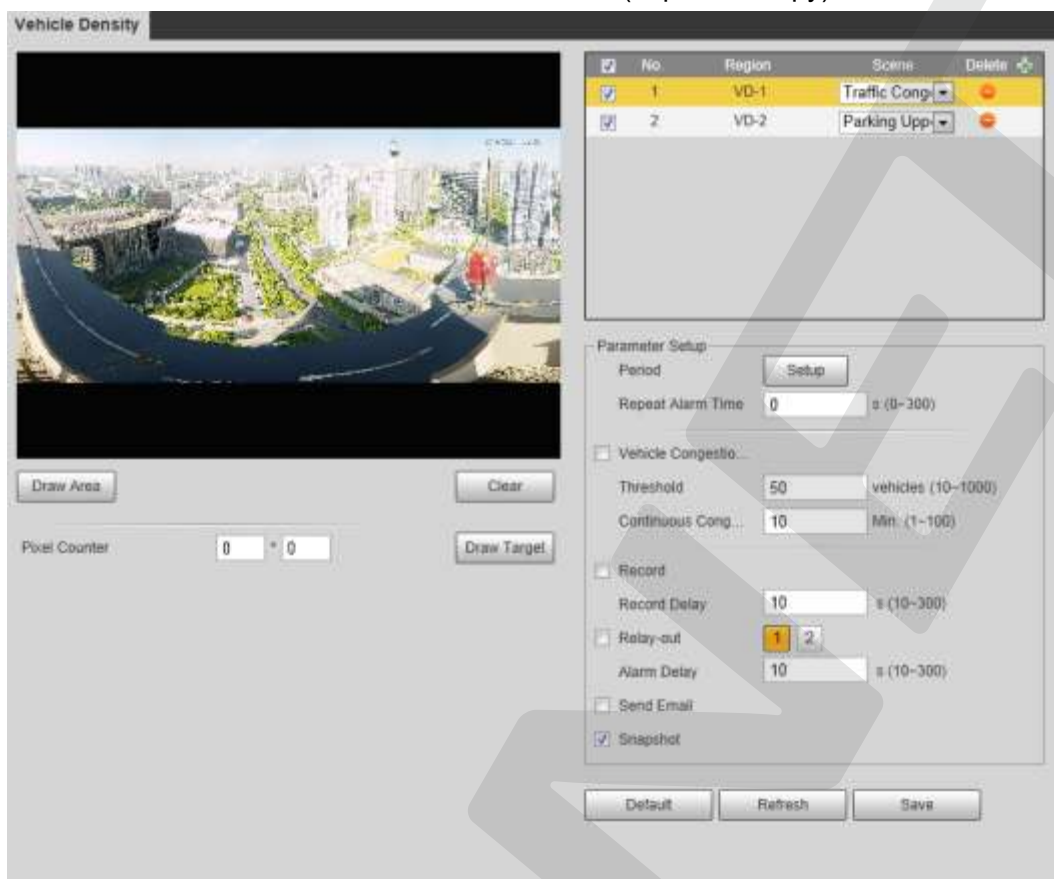 Vehicle Density
No. Region Scene Delete
1 VD-1 Traffic Cong
2 VD-2 Parking Upp
Parameter Setup
Period Setup
Repeat Alarm Time 0 s (0~300)
Vehicle Congestio...
Threshold 50 vehicles (10~1000)
Continuous Cong... 10 Min. (1~100)
Record
Record Delay 10 s (10~300)
Relay-out 1 2
Alarm Delay 10 s (10~300)
Send Email
Snapshot
Default Refresh Save
Draw Area Clear
Pixel Counter 0 * 0 Draw Target